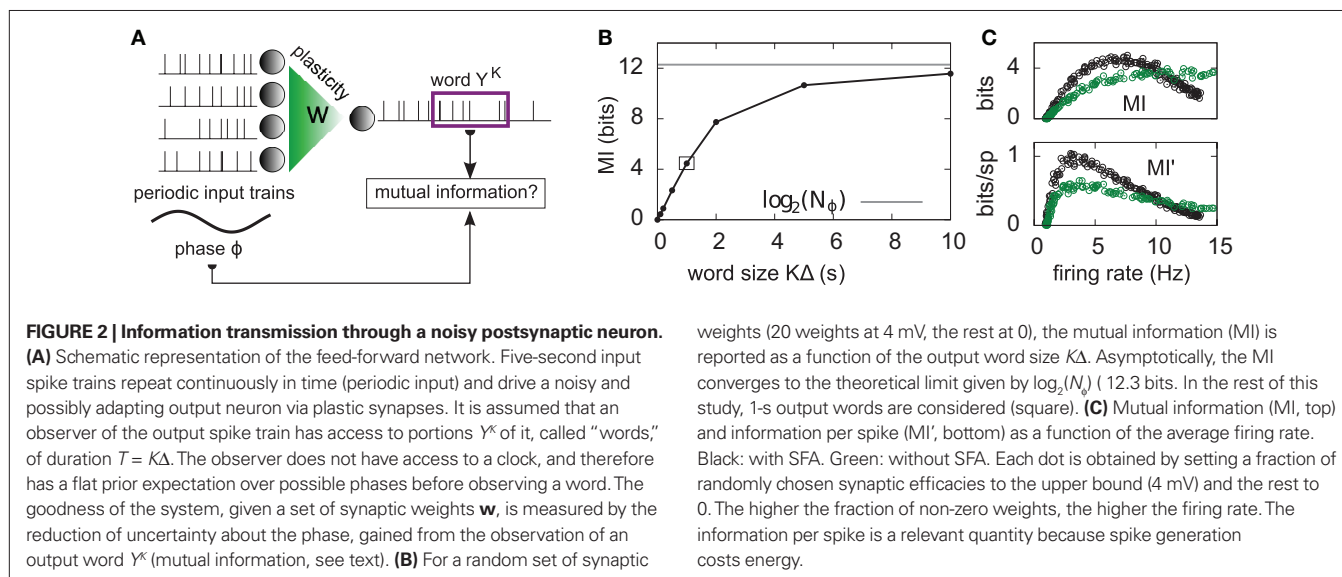 A
plasticity
W
word Y^K
periodic input trains
mutual information?
phase ϕ
B
MI (bits)
12
8
4
0
log₂(N_ϕ)
0 2 4 6 8 10
word size KΔ (s)
C
bits
4
0
MI
bits/sp
1
0
MI'
0 5 10 15
firing rate (Hz)
FIGURE 2 | Information transmission through a noisy postsynaptic neuron.
(A) Schematic representation of the feed-forward network. Five-second input
spike trains repeat continuously in time (periodic input) and drive a noisy and
possibly adapting output neuron via plastic synapses. It is assumed that an
observer of the output spike train has access to portions Y^K of it, called “words,”
of duration T = KΔ. The observer does not have access to a clock, and therefore
has a flat prior expectation over possible phases before observing a word. The
goodness of the system, given a set of synaptic weights w, is measured by the
reduction of uncertainty about the phase, gained from the observation of an
output word Y^K (mutual information, see text). (B) For a random set of synaptic
weights (20 weights at 4 mV, the rest at 0), the mutual information (MI) is
reported as a function of the output word size KΔ. Asymptotically, the MI
converges to the theoretical limit given by log₂(N_ϕ) ( 12.3 bits. In the rest of this
study, 1-s output words are considered (square). (C) Mutual information (MI, top)
and information per spike (MI′, bottom) as a function of the average firing rate.
Black: with SFA. Green: without SFA. Each dot is obtained by setting a fraction of
randomly chosen synaptic efficacies to the upper bound (4 mV) and the rest to
0. The higher the fraction of non-zero weights, the higher the firing rate. The
information per spike is a relevant quantity because spike generation
costs energy.